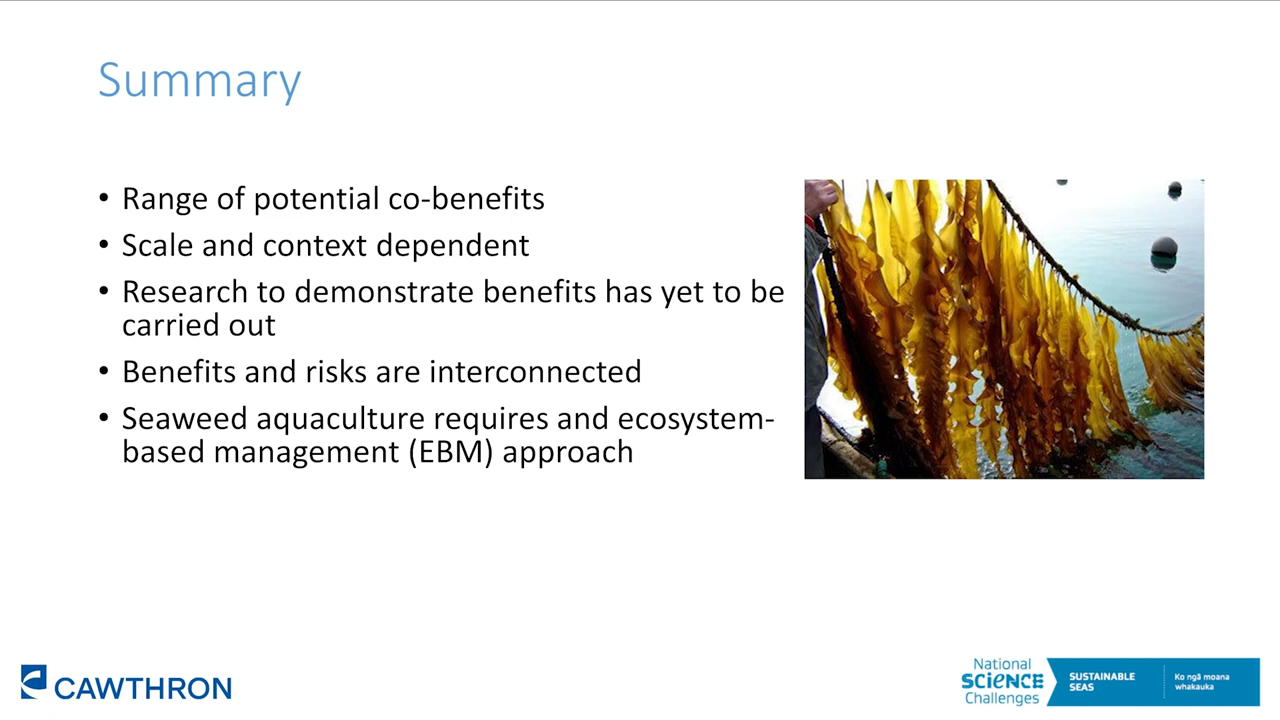 Summary
• Range of potential co-benefits
• Scale and context dependent
• Research to demonstrate benefits has yet to be
carried out
• Benefits and risks are interconnected
• Seaweed aquaculture requires and ecosystem-
based management (EBM) approach
CAWTHRON
National
SCIENCE
Challenges
SUSTAINABLE
SEAS
Ko ngā moana
whakauka